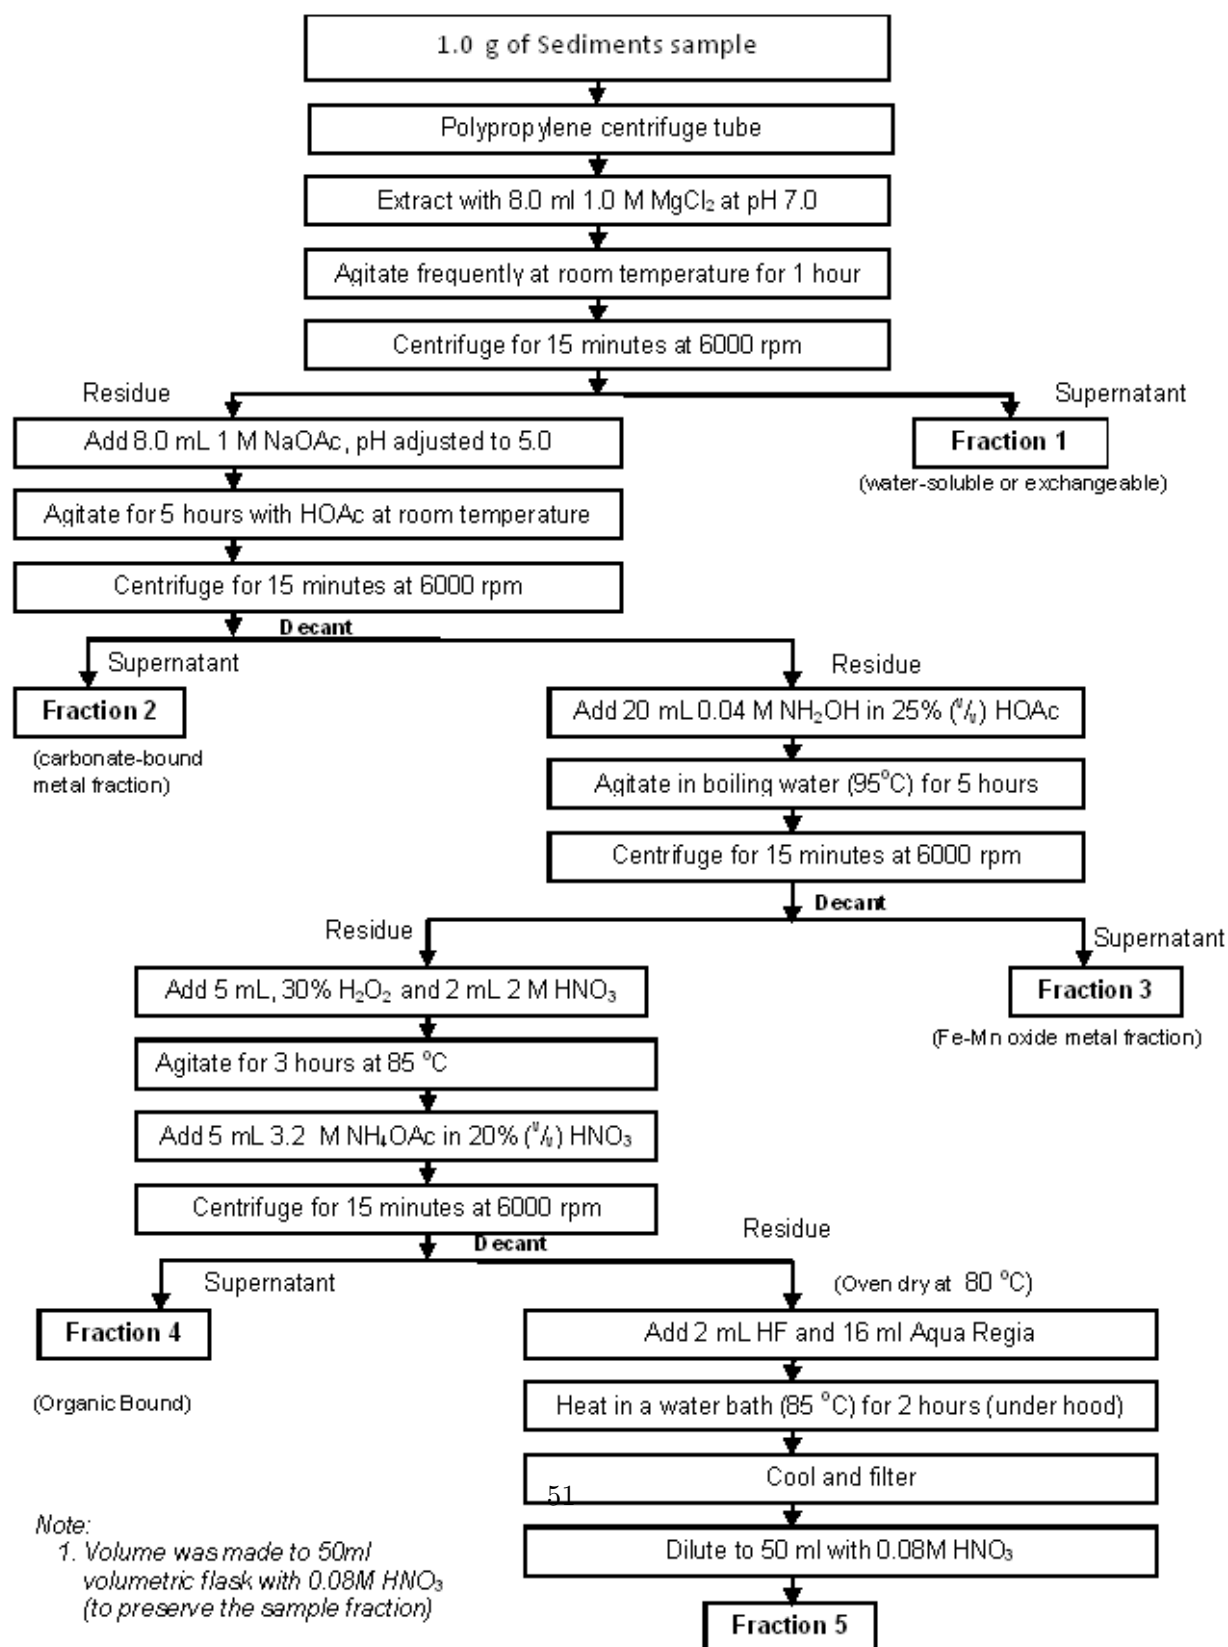 1.0 g of Sediments sample
Polypropylene centrifuge tube
Extract with 8.0 ml 1.0 M MgCl₂ at pH 7.0
Agitate frequently at room temperature for 1 hour
Centrifuge for 15 minutes at 6000 rpm
Residue
Supernatant
Add 8.0 mL 1 M NaOAc, pH adjusted to 5.0
Fraction 1
(water-soluble or exchangeable)
Agitate for 5 hours with HOAc at room temperature
Centrifuge for 15 minutes at 6000 rpm
Decant
Supernatant
Residue
Fraction 2
(carbonate-bound
metal fraction)
Add 20 mL 0.04 M NH₂OH in 25% HOAc
Agitate in boiling water (95°C) for 5 hours
Centrifuge for 15 minutes at 6000 rpm
Decant
Residue
Supernatant
Add 5 mL, 30% H₂O₂ and 2 mL 2 M HNO₃
Fraction 3
(Fe-Mn oxide metal fraction)
Agitate for 3 hours at 85 °C
Add 5 mL 3.2 M NH₄OAc in 20% HNO₃
Centrifuge for 15 minutes at 6000 rpm
Decant
Residue
Supernatant
(Oven dry at 80 °C)
Fraction 4
(Organic Bound)
Add 2 mL HF and 16 ml Aqua Regia
Heat in a water bath (85 °C) for 2 hours (under hood)
Cool and filter
51
Dilute to 50 ml with 0.08M HNO₃
Fraction 5
Note:
1. Volume was made to 50ml
volumetric flask with 0.08M HNO₃
(to preserve the sample fraction)